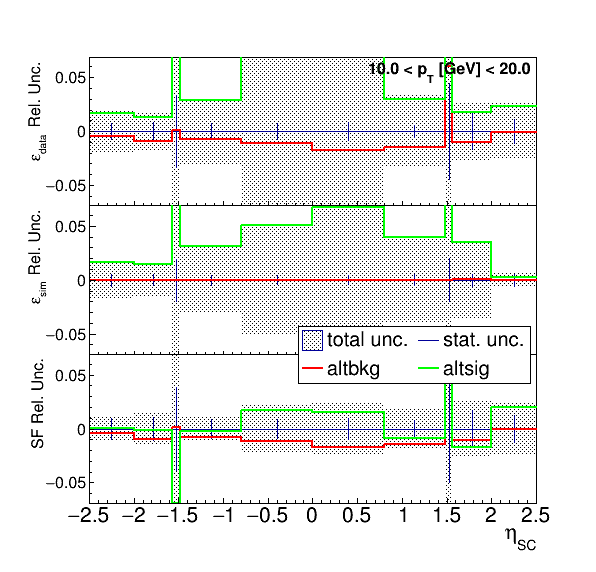 10.0 < p_T [GeV] < 20.0
ε_data Rel. Unc.
0.05
0
−0.05
ε_sim Rel. Unc.
0.05
0
−0.05
total unc. stat. unc.
altbkg altsig
SF Rel. Unc.
0.05
0
−0.05
−2.5 −2 −1.5 −1 −0.5 0 0.5 1 1.5 2 2.5
η_SC